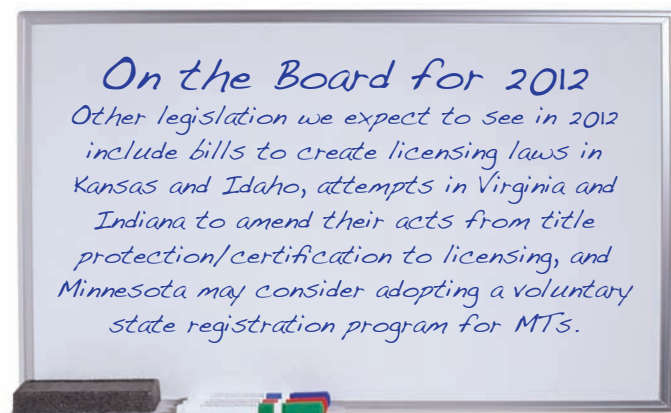 On the Board for 2012
Other legislation we expect to see in 2012
include bills to create licensing laws in
Kansas and Idaho, attempts in Virginia and
Indiana to amend their acts from title
protection/certification to licensing, and
Minnesota may consider adopting a voluntary
state registration program for MTs.